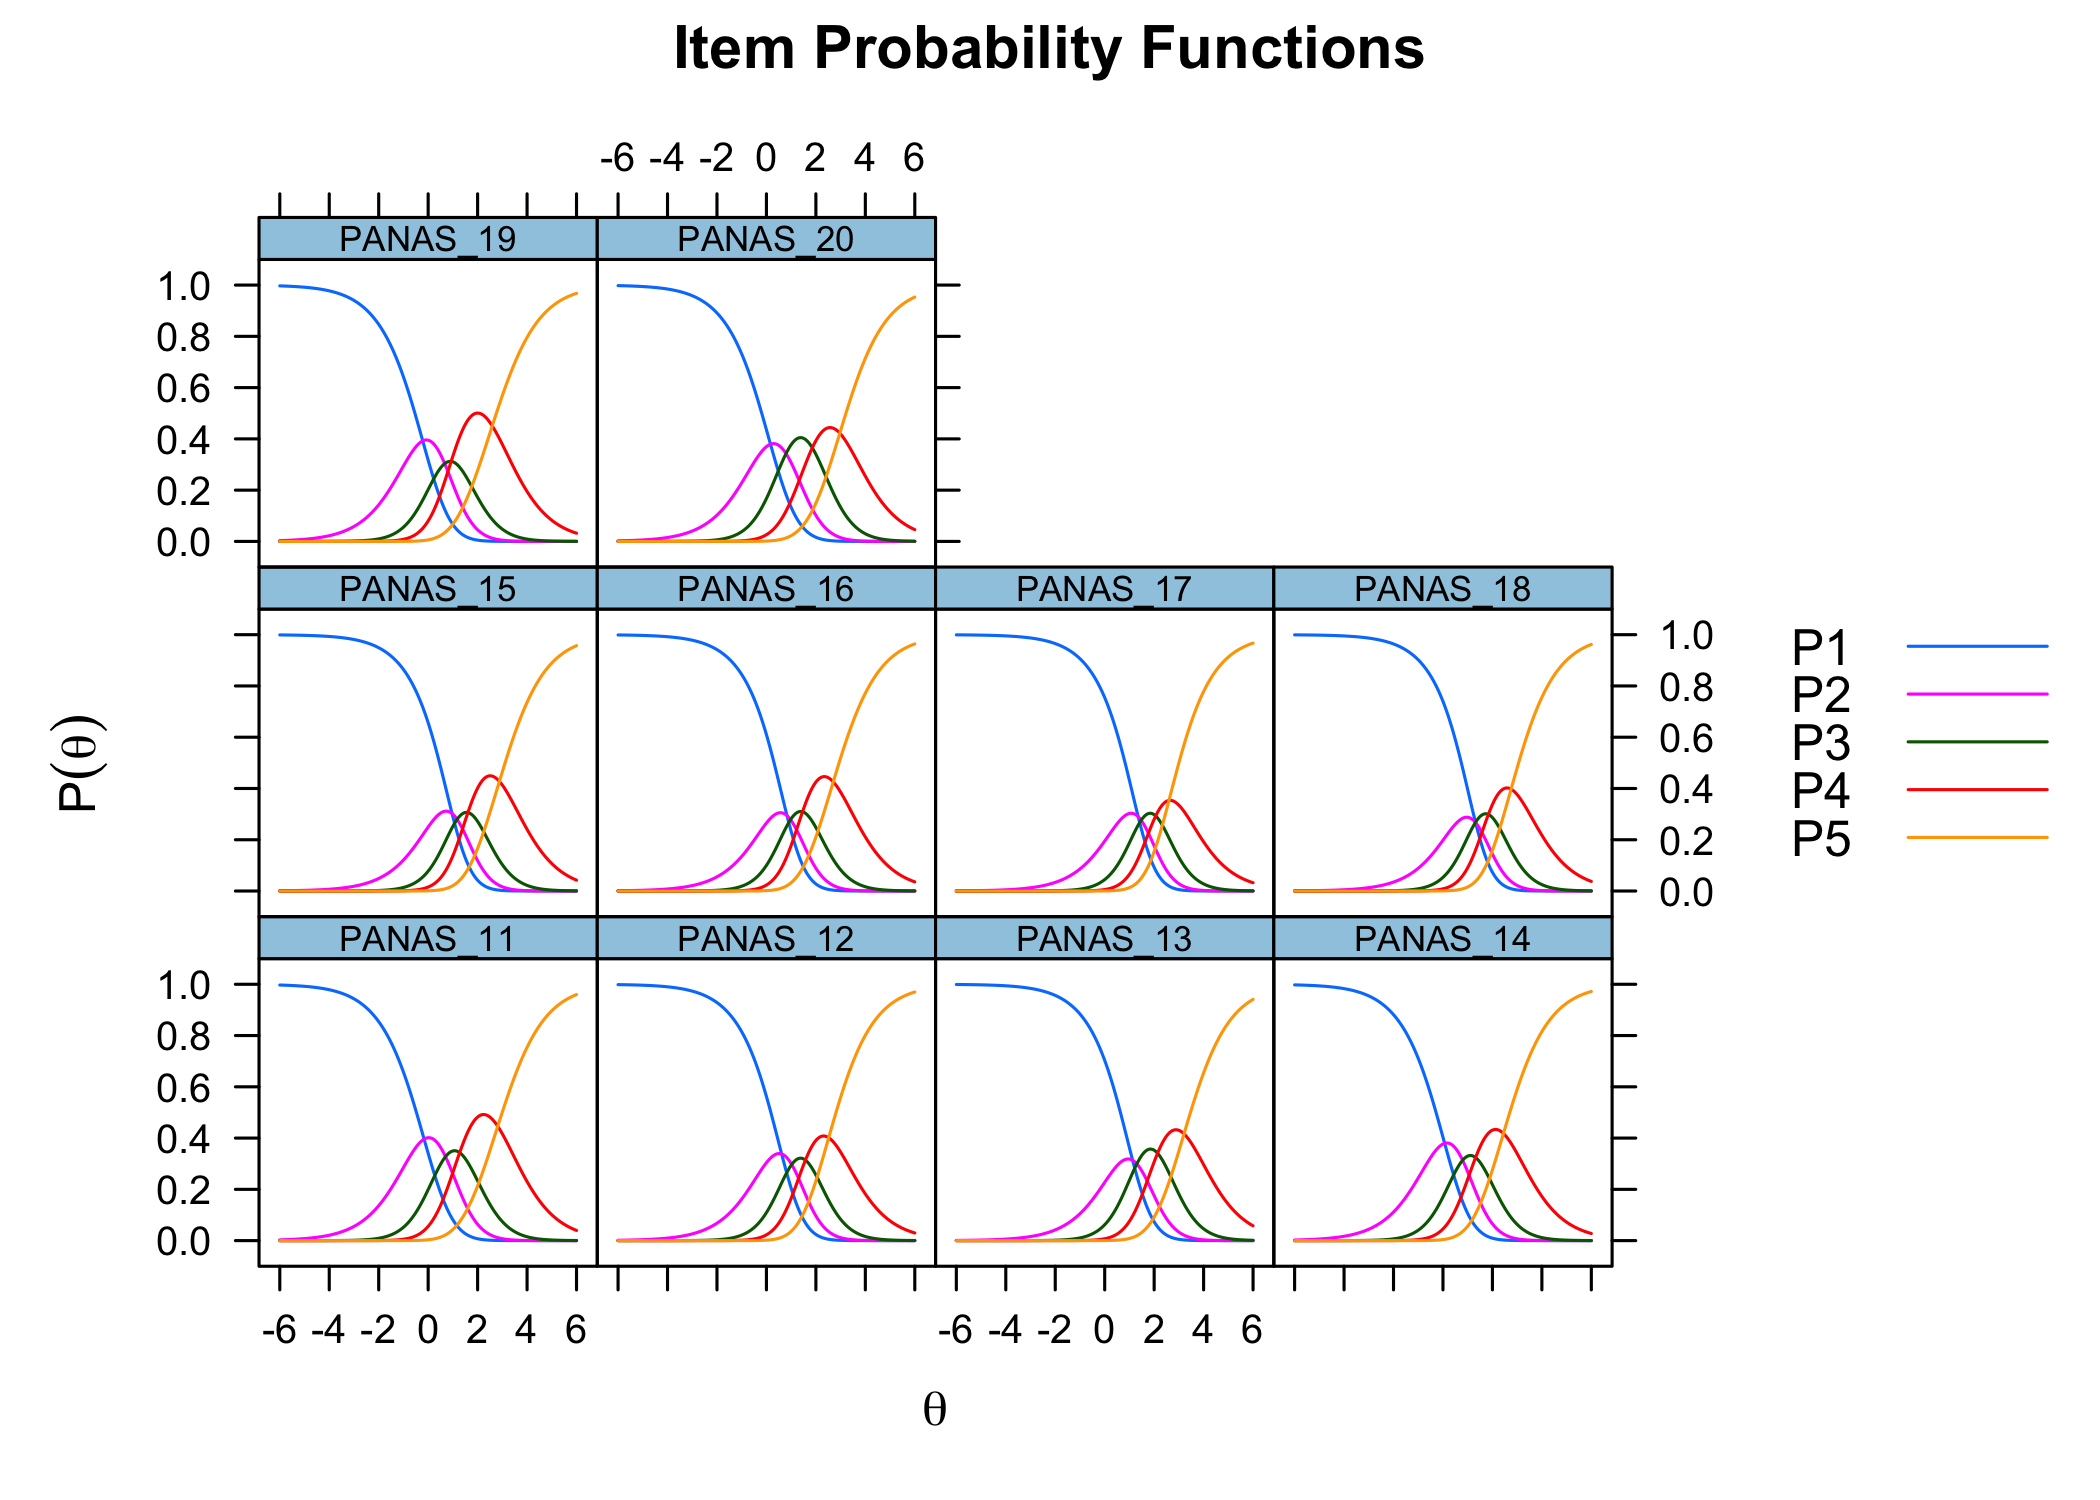 Item Probability Functions
-6 -4 -2 0 2 4 6
PANAS_19 PANAS_20
1.0
0.8
0.6
0.4
0.2
0.0
PANAS_15 PANAS_16 PANAS_17 PANAS_18
1.0
0.8
0.6
0.4
0.2
0.0
P1
P2
P3
P4
P5
P(θ)
PANAS_11 PANAS_12 PANAS_13 PANAS_14
1.0
0.8
0.6
0.4
0.2
0.0
-6 -4 -2 0 2 4 6 -6 -4 -2 0 2 4 6
θ